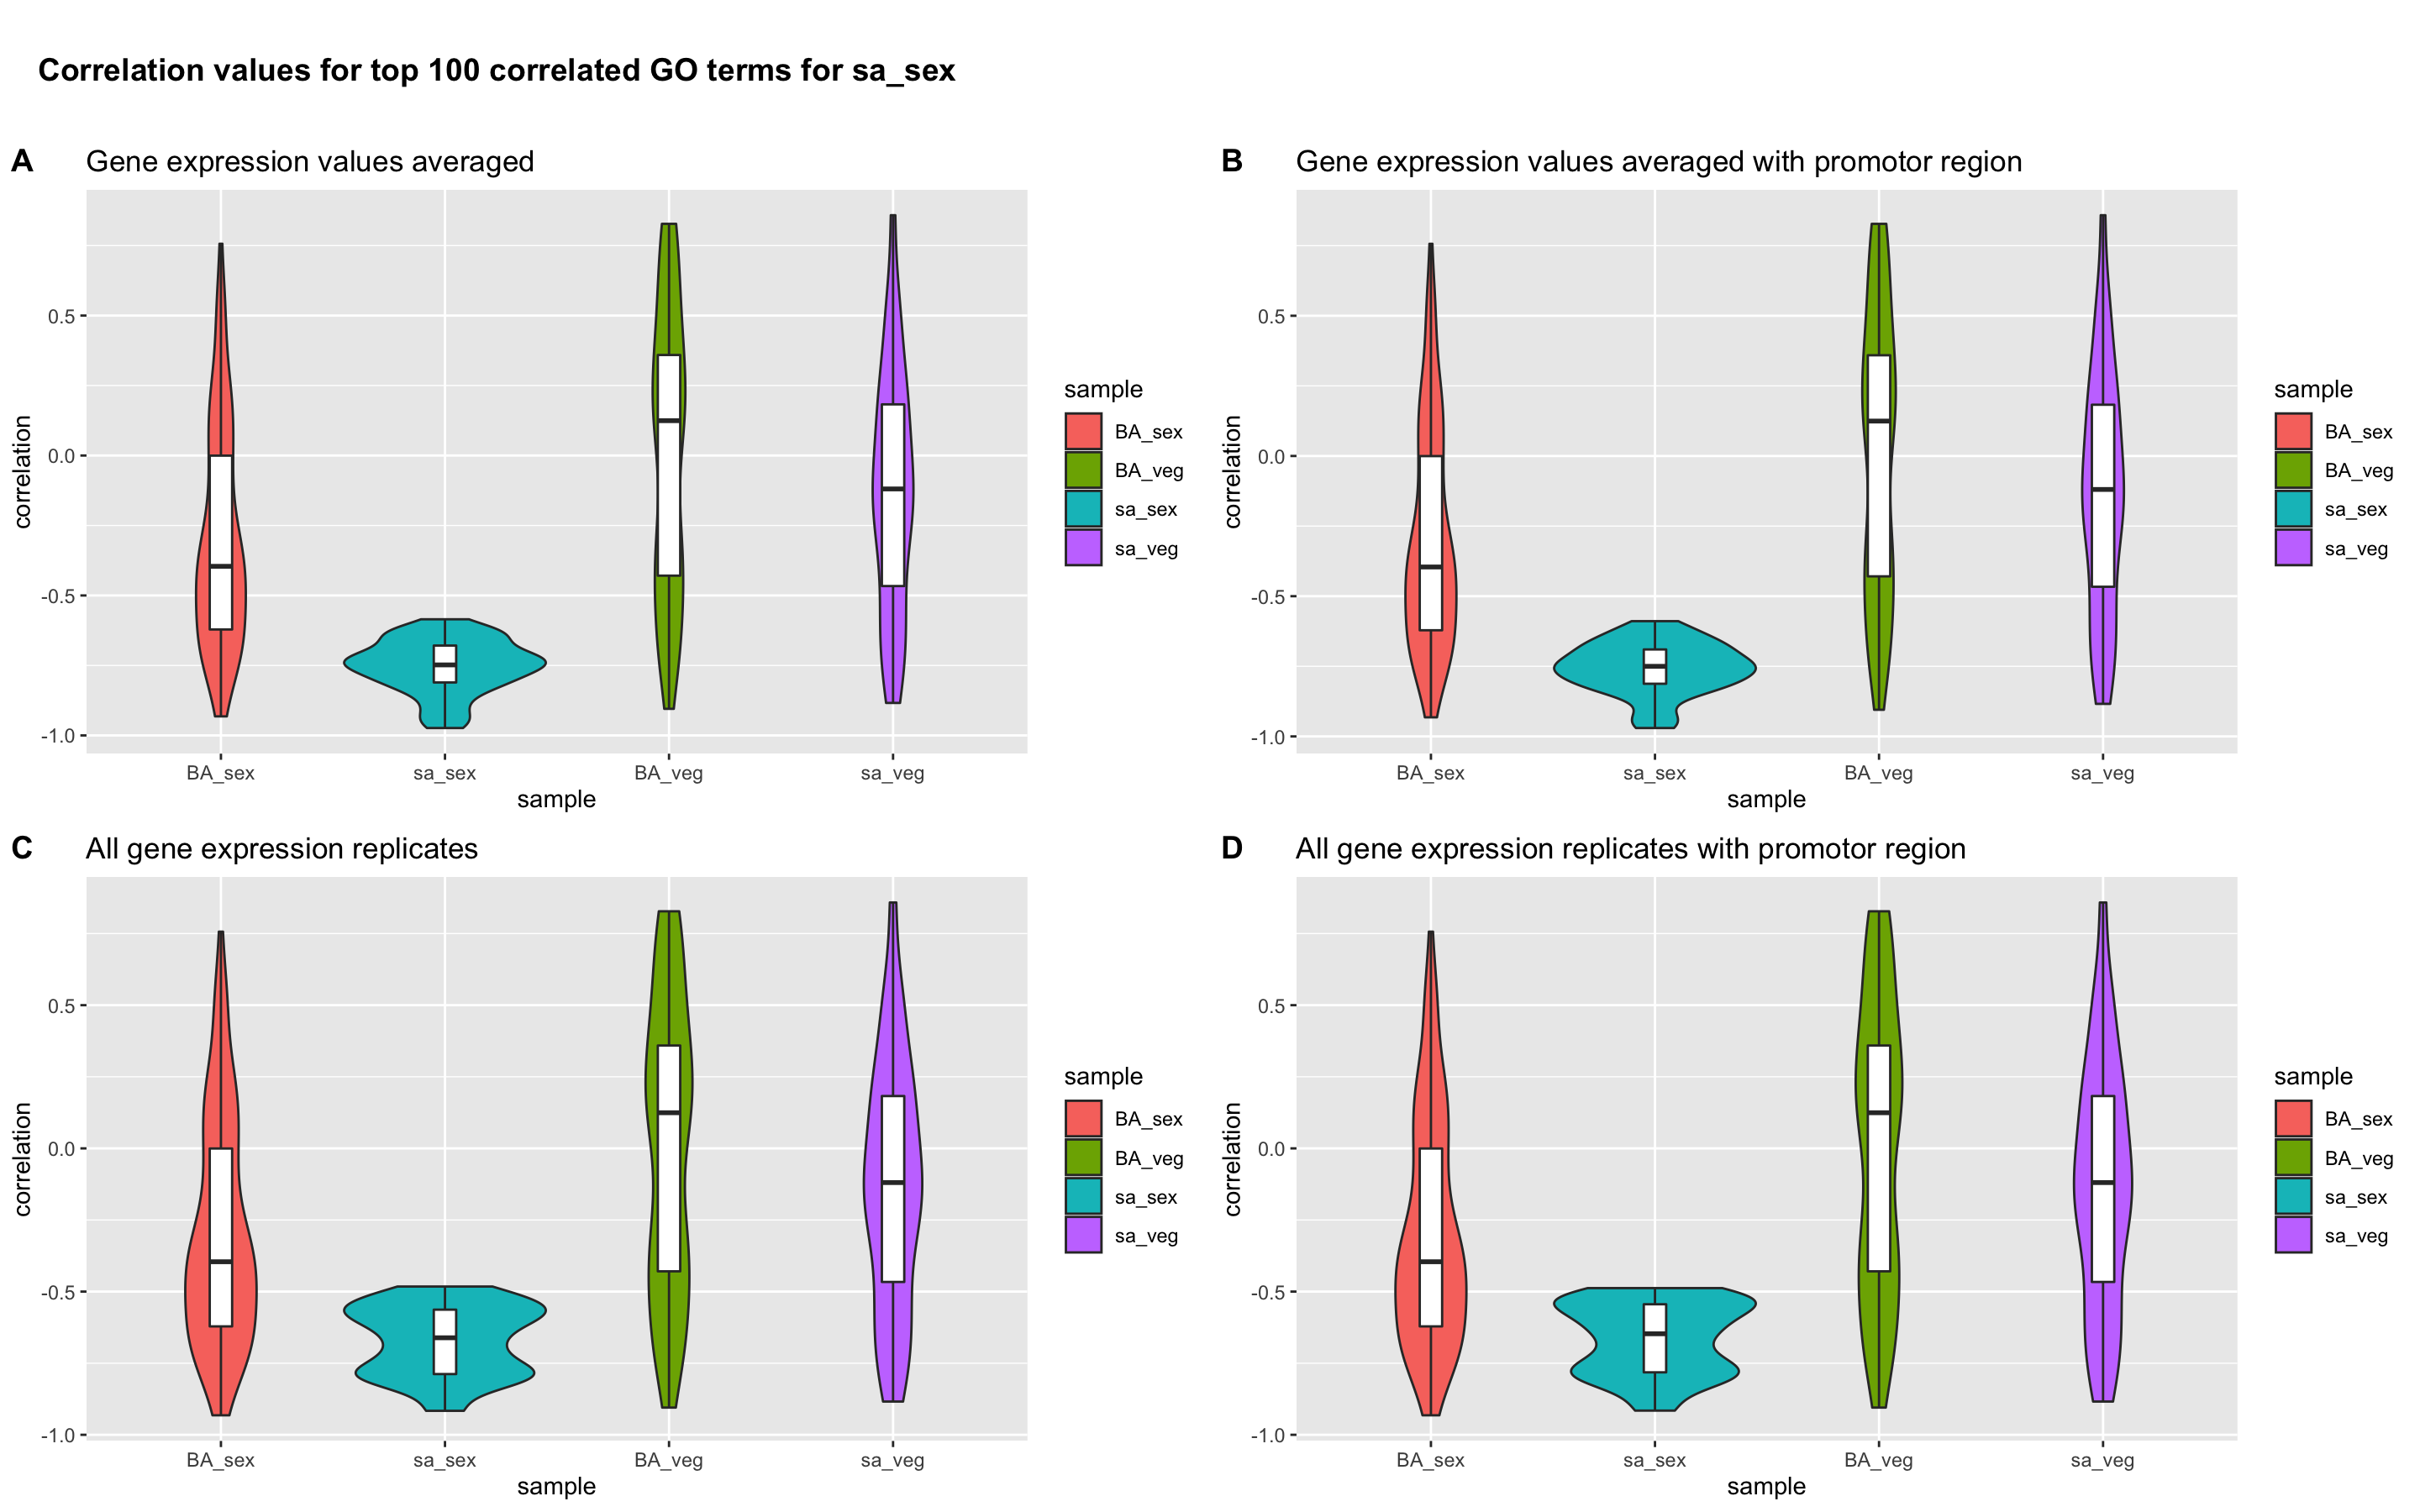 Correlation values for top 100 correlated GO terms for sa_sex
A Gene expression values averaged
correlation
0.5
0.0
-0.5
-1.0
BA_sex sa_sex BA_veg sa_veg
sample
sample
BA_sex
BA_veg
sa_sex
sa_veg
B Gene expression values averaged with promotor region
correlation
0.5
0.0
-0.5
-1.0
BA_sex sa_sex BA_veg sa_veg
sample
sample
BA_sex
BA_veg
sa_sex
sa_veg
C All gene expression replicates
correlation
0.5
0.0
-0.5
-1.0
BA_sex sa_sex BA_veg sa_veg
sample
sample
BA_sex
BA_veg
sa_sex
sa_veg
D All gene expression replicates with promotor region
correlation
0.5
0.0
-0.5
-1.0
BA_sex sa_sex BA_veg sa_veg
sample
sample
BA_sex
BA_veg
sa_sex
sa_veg